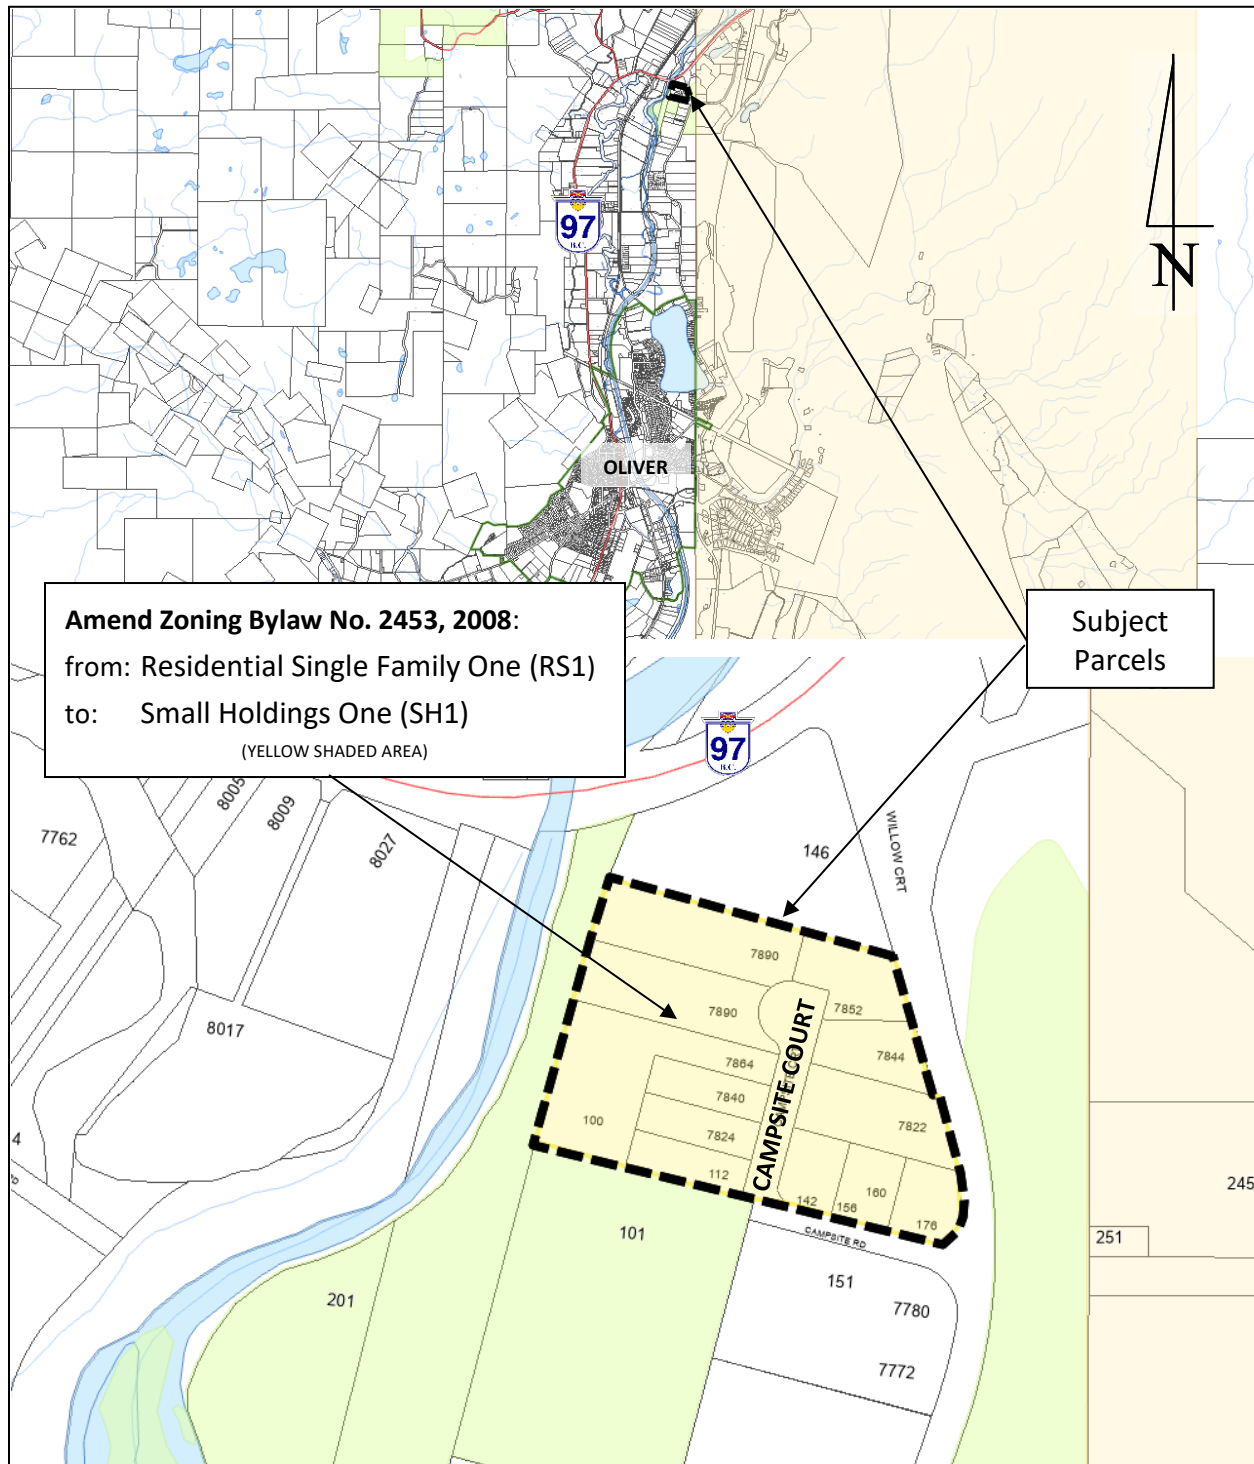 97
B.C.
N
OLIVER
Amend Zoning Bylaw No. 2453, 2008:
from: Residential Single Family One (RS1)
to: Small Holdings One (SH1)
(YELLOW SHADED AREA)
Subject
Parcels
97
B.C.
7762
8005
8009
8027
146
WILLOW CRT
7890
7890
7852
8017
7864
7844
7840
100
7824
7822
CAMPSITE COURT
4
112
142
156
160
176
CAMPSITE RD
245
251
101
151
201
7780
7772